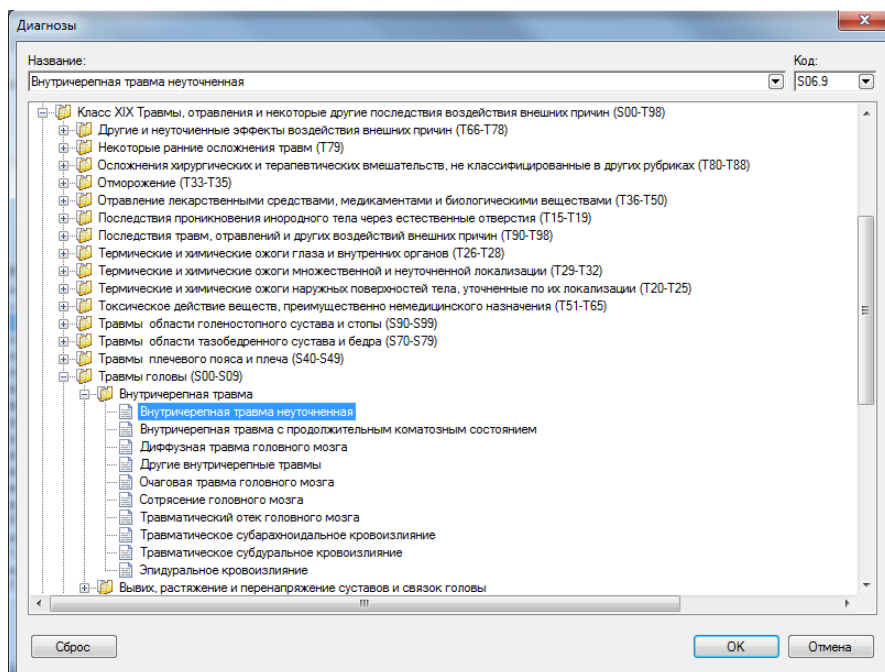 Диагнозы
Название:
Код:
Внутричерепная травма неуточненная
S06.9
Класс XIX Травмы, отравления и некоторые другие последствия воздействия внешних причин (S00-T98)
Другие и неуточненные эффекты воздействия внешних причин (T66-T78)
Некоторые ранние осложнения травм (T79)
Осложнения хирургических и терапевтических вмешательств, не классифицированные в других рубриках (T80-T88)
Отморожение (T33-T35)
Отравление лекарственными средствами, медикаментами и биологическими веществами (T36-T50)
Последствия проникновения инородного тела через естественные отверстия (T15-T19)
Последствия травм, отравлений и других воздействий внешних причин (T90-T98)
Термические и химические ожоги глаза и внутренних органов (T26-T28)
Термические и химические ожоги множественной и неуточненной локализации (T29-T32)
Термические и химические ожоги наружных поверхностей тела, уточненные по их локализации (T20-T25)
Токсическое действие веществ, преимущественно немедицинского назначения (T51-T65)
Травмы области голеностопного сустава и стопы (S90-S99)
Травмы области тазобедренного сустава и бедра (S70-S79)
Травмы плечевого пояса и плеча (S40-S49)
Травмы головы (S00-S09)
Внутричерепная травма
Внутричерепная травма неуточненная
Внутричерепная травма с продолжительным коматозным состоянием
Диффузная травма головного мозга
Другие внутричерепные травмы
Очаговая травма головного мозга
Сотрясение головного мозга
Травматический отек головного мозга
Травматическое субарахноидальное кровоизлияние
Травматическое субдуральное кровоизлияние
Эпидуральное кровоизлияние
Вывих, растяжение и перенапряжение суставов и связок головы
Сброс
OK
Отмена